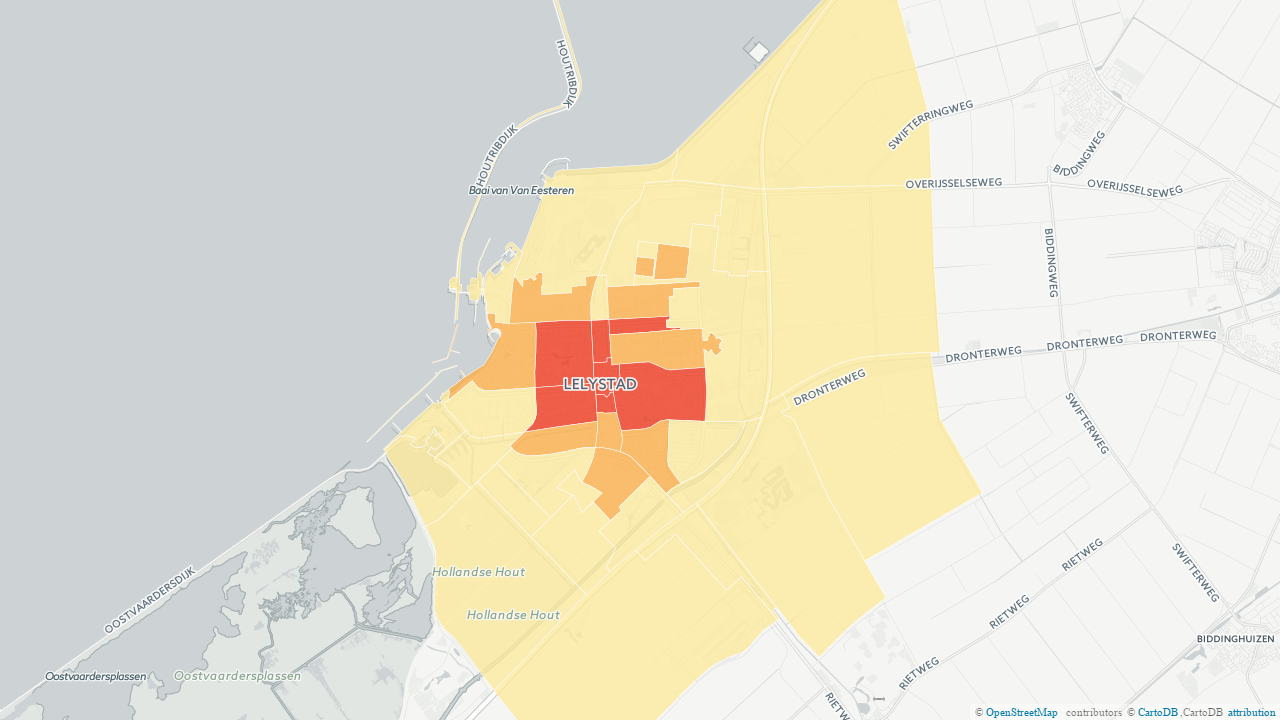 HOUTRIBDIJK
HOUTRIBDIJK
Baai van Van Eesteren
SWIFTERRINGWEG
BIDDINGWEG
OVERIJSSELSEWEG
OVERIJSSELSEWEG
BIDDINGWEG
DRONTERWEG
DRONTERWEG
DRONTERWEG
DRONTERWEG
LELYSTAD
SWIFTERWEG
OOSTVAARDERSDIJK
Hollandse Hout
Hollandse Hout
RIETWEG
SWIFTERWEG
RIETWEG
BIDDINGHUIZEN
Oostvaardersplassen
Oostvaardersplassen
RIETWEG
RIETW
© OpenStreetMap contributors © CartoDB ,CartoDB attribution